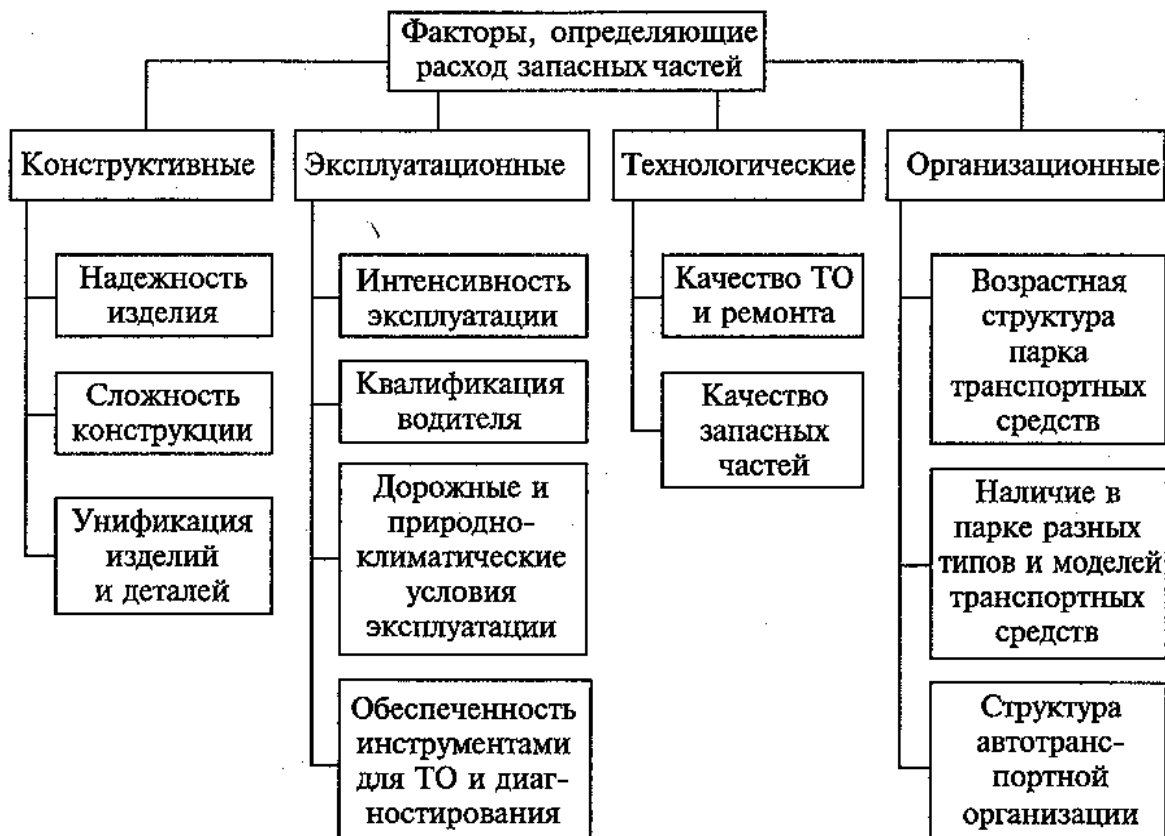 Факторы, определяющие
расход запасных частей
Конструктивные
Эксплуатационные
Технологические
Организационные
Надежность
изделия
Сложность
конструкции
Унификация
изделий
и деталей
Интенсивность
эксплуатации
Квалификация
водителя
Дорожные и
природно-
климатические
условия
эксплуатации
Обеспеченность
инструментами
для ТО и диаг-
ностирования
Качество ТО
и ремонта
Качество
запасных
частей
Возрастная
структура
парка
транспортных
средств
Наличие в
парке разных
типов и моделей
транспортных
средств
Структура
автотранс-
портной
организации